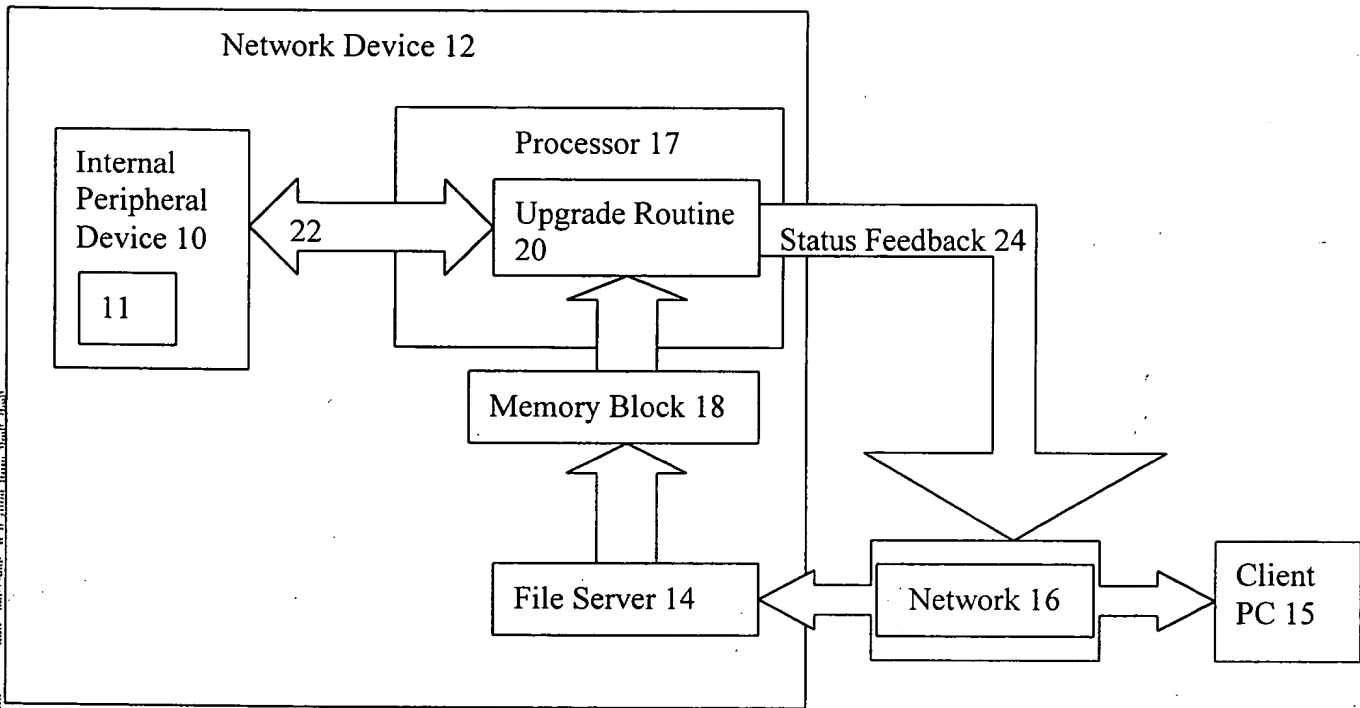 Network Device 12
Processor 17
Internal
Peripheral
Device 10
11
22
Upgrade Routine
20
Status Feedback 24
Memory Block 18
File Server 14
Network 16
Client
PC 15